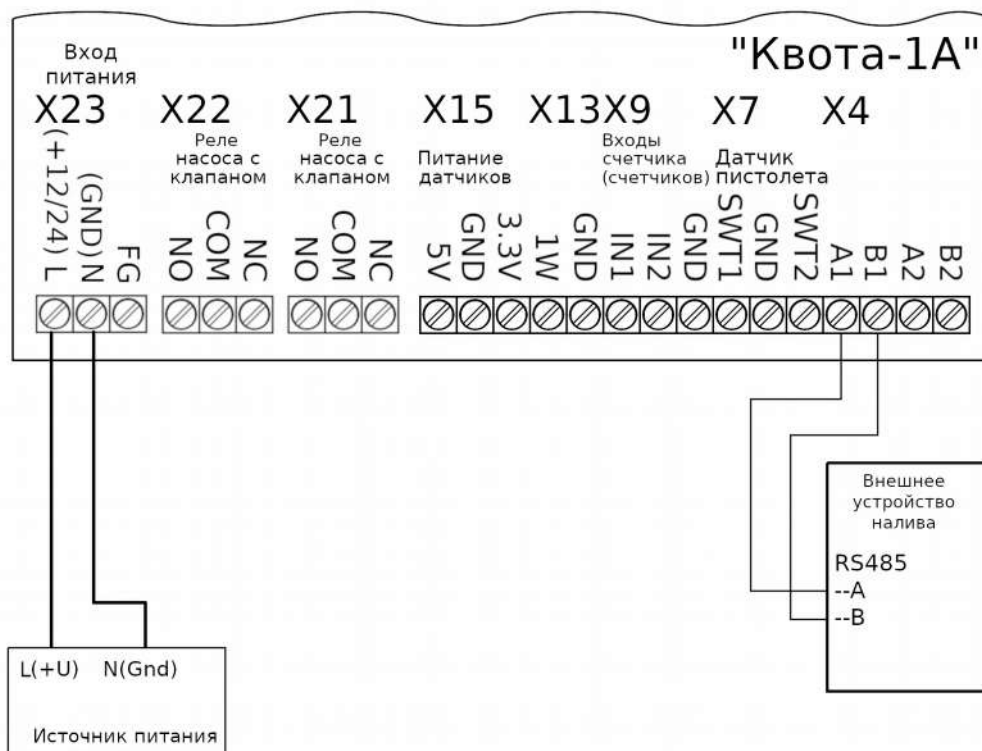 Вход
питания
"Квота-1А"
X23
X22
X21
X15
X13
X9
X7
X4
Реле
насоса с
клапаном
Реле
насоса с
клапаном
Питание
датчиков
Входы
счетчика
(счетчиков)
Датчик
пистолета
(+12/24) L
(GND) N
FG
NO
COM
NC
NO
COM
NC
5V
GND
3.3V
1W
GND
IN1
IN2
GND
SWT1
GND
SWT2
A1
B1
A2
B2
Внешнее
устройство
налива
RS485
--A
--B
L(+U) N(Gnd)
Источник питания